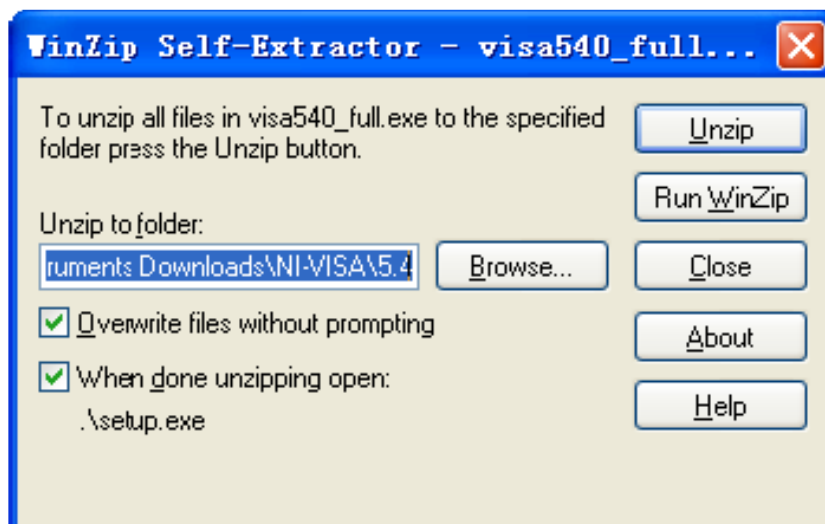 WinZip Self-Extractor - visa540_full...
To unzip all files in visa540_full.exe to the specified
folder press the Unzip button.
Unzip to folder:
ruments Downloads\NI-VISA\5.4
Browse...
Overwrite files without prompting
When done unzipping open:
.\setup.exe
Unzip
Run WinZip
Close
About
Help